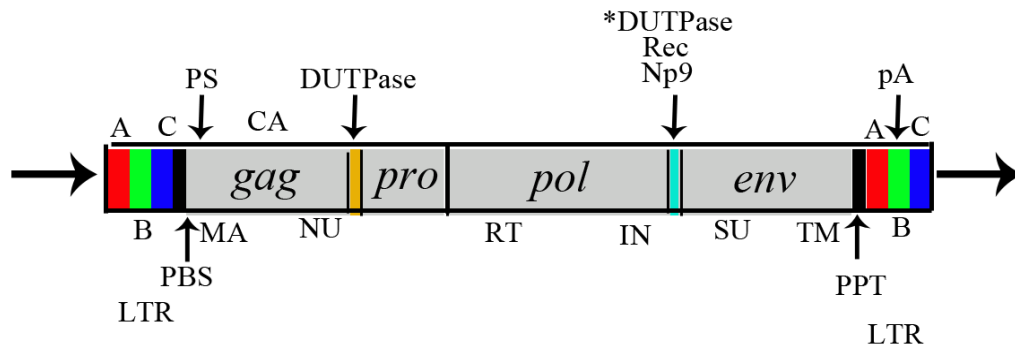 *DUTPase
Rec
Np9
PS
DUTPase
pA
A
C
CA
A
C
gag
pro
pol
env
B
MA
NU
RT
IN
SU
TM
B
PBS
PPT
LTR
LTR